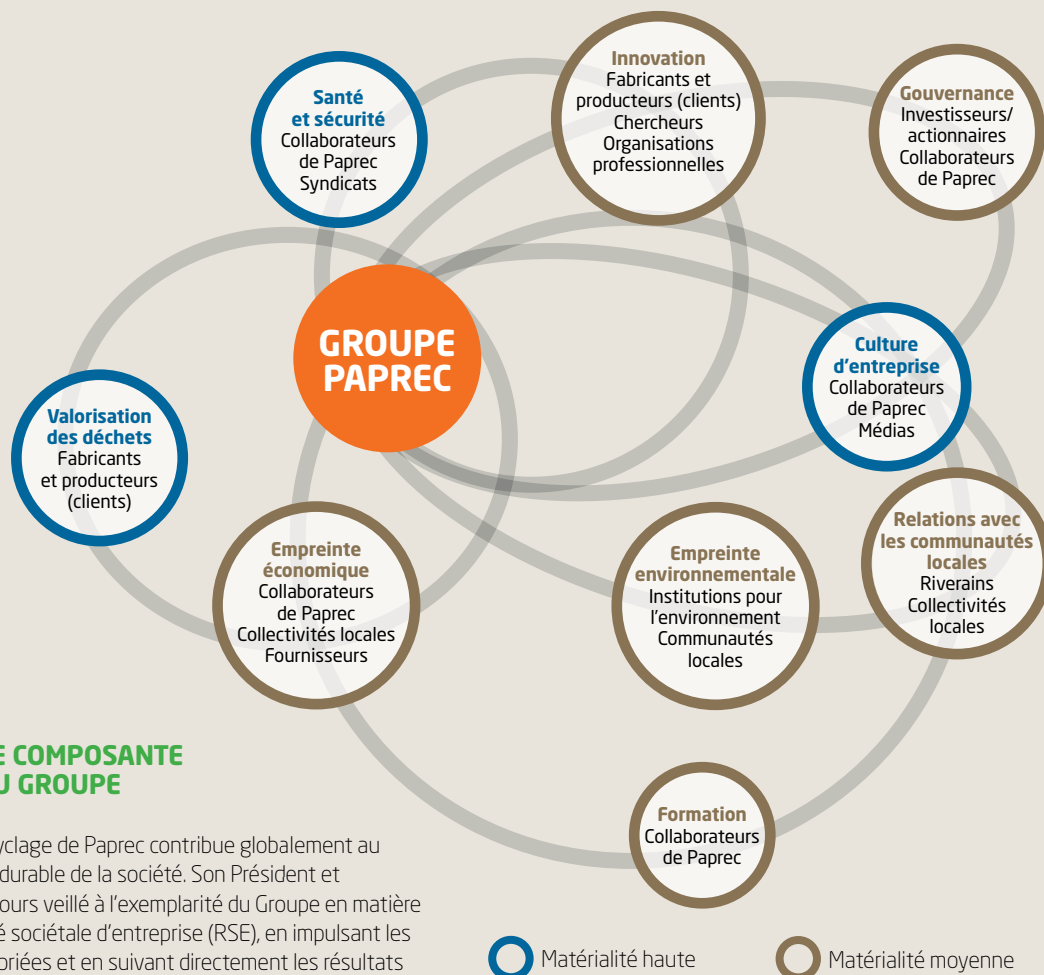 Innovation
Fabricants et
producteurs (clients)
Chercheurs
Organisations
professionnelles
Santé
et sécurité
Collaborateurs
de Paprec
Syndicats
Gouvernance
Investisseurs/
actionnaires
Collaborateurs
de Paprec
GROUPE
PAPREC
Culture
d'entreprise
Collaborateurs
de Paprec
Médias
Valorisation
des déchets
Fabricants
et producteurs
(clients)
Empreinte
économique
Collaborateurs
de Paprec
Collectivités locales
Fournisseurs
Empreinte
environnementale
Institutions pour
l'environnement
Communautés
locales
Relations avec
les communautés
locales
Riverains
Collectivités
locales
Formation
Collaborateurs
de Paprec
E COMPOSANTE
U GROUPE
yclage de Paprec contribue globalement au
durable de la société. Son Président et
ours veillé à l'exemplarité du Groupe en matière
é sociétale d'entreprise (RSE), en impulsant les
priées et en suivant directement les résultats
Matérialité haute
Matérialité moyenne